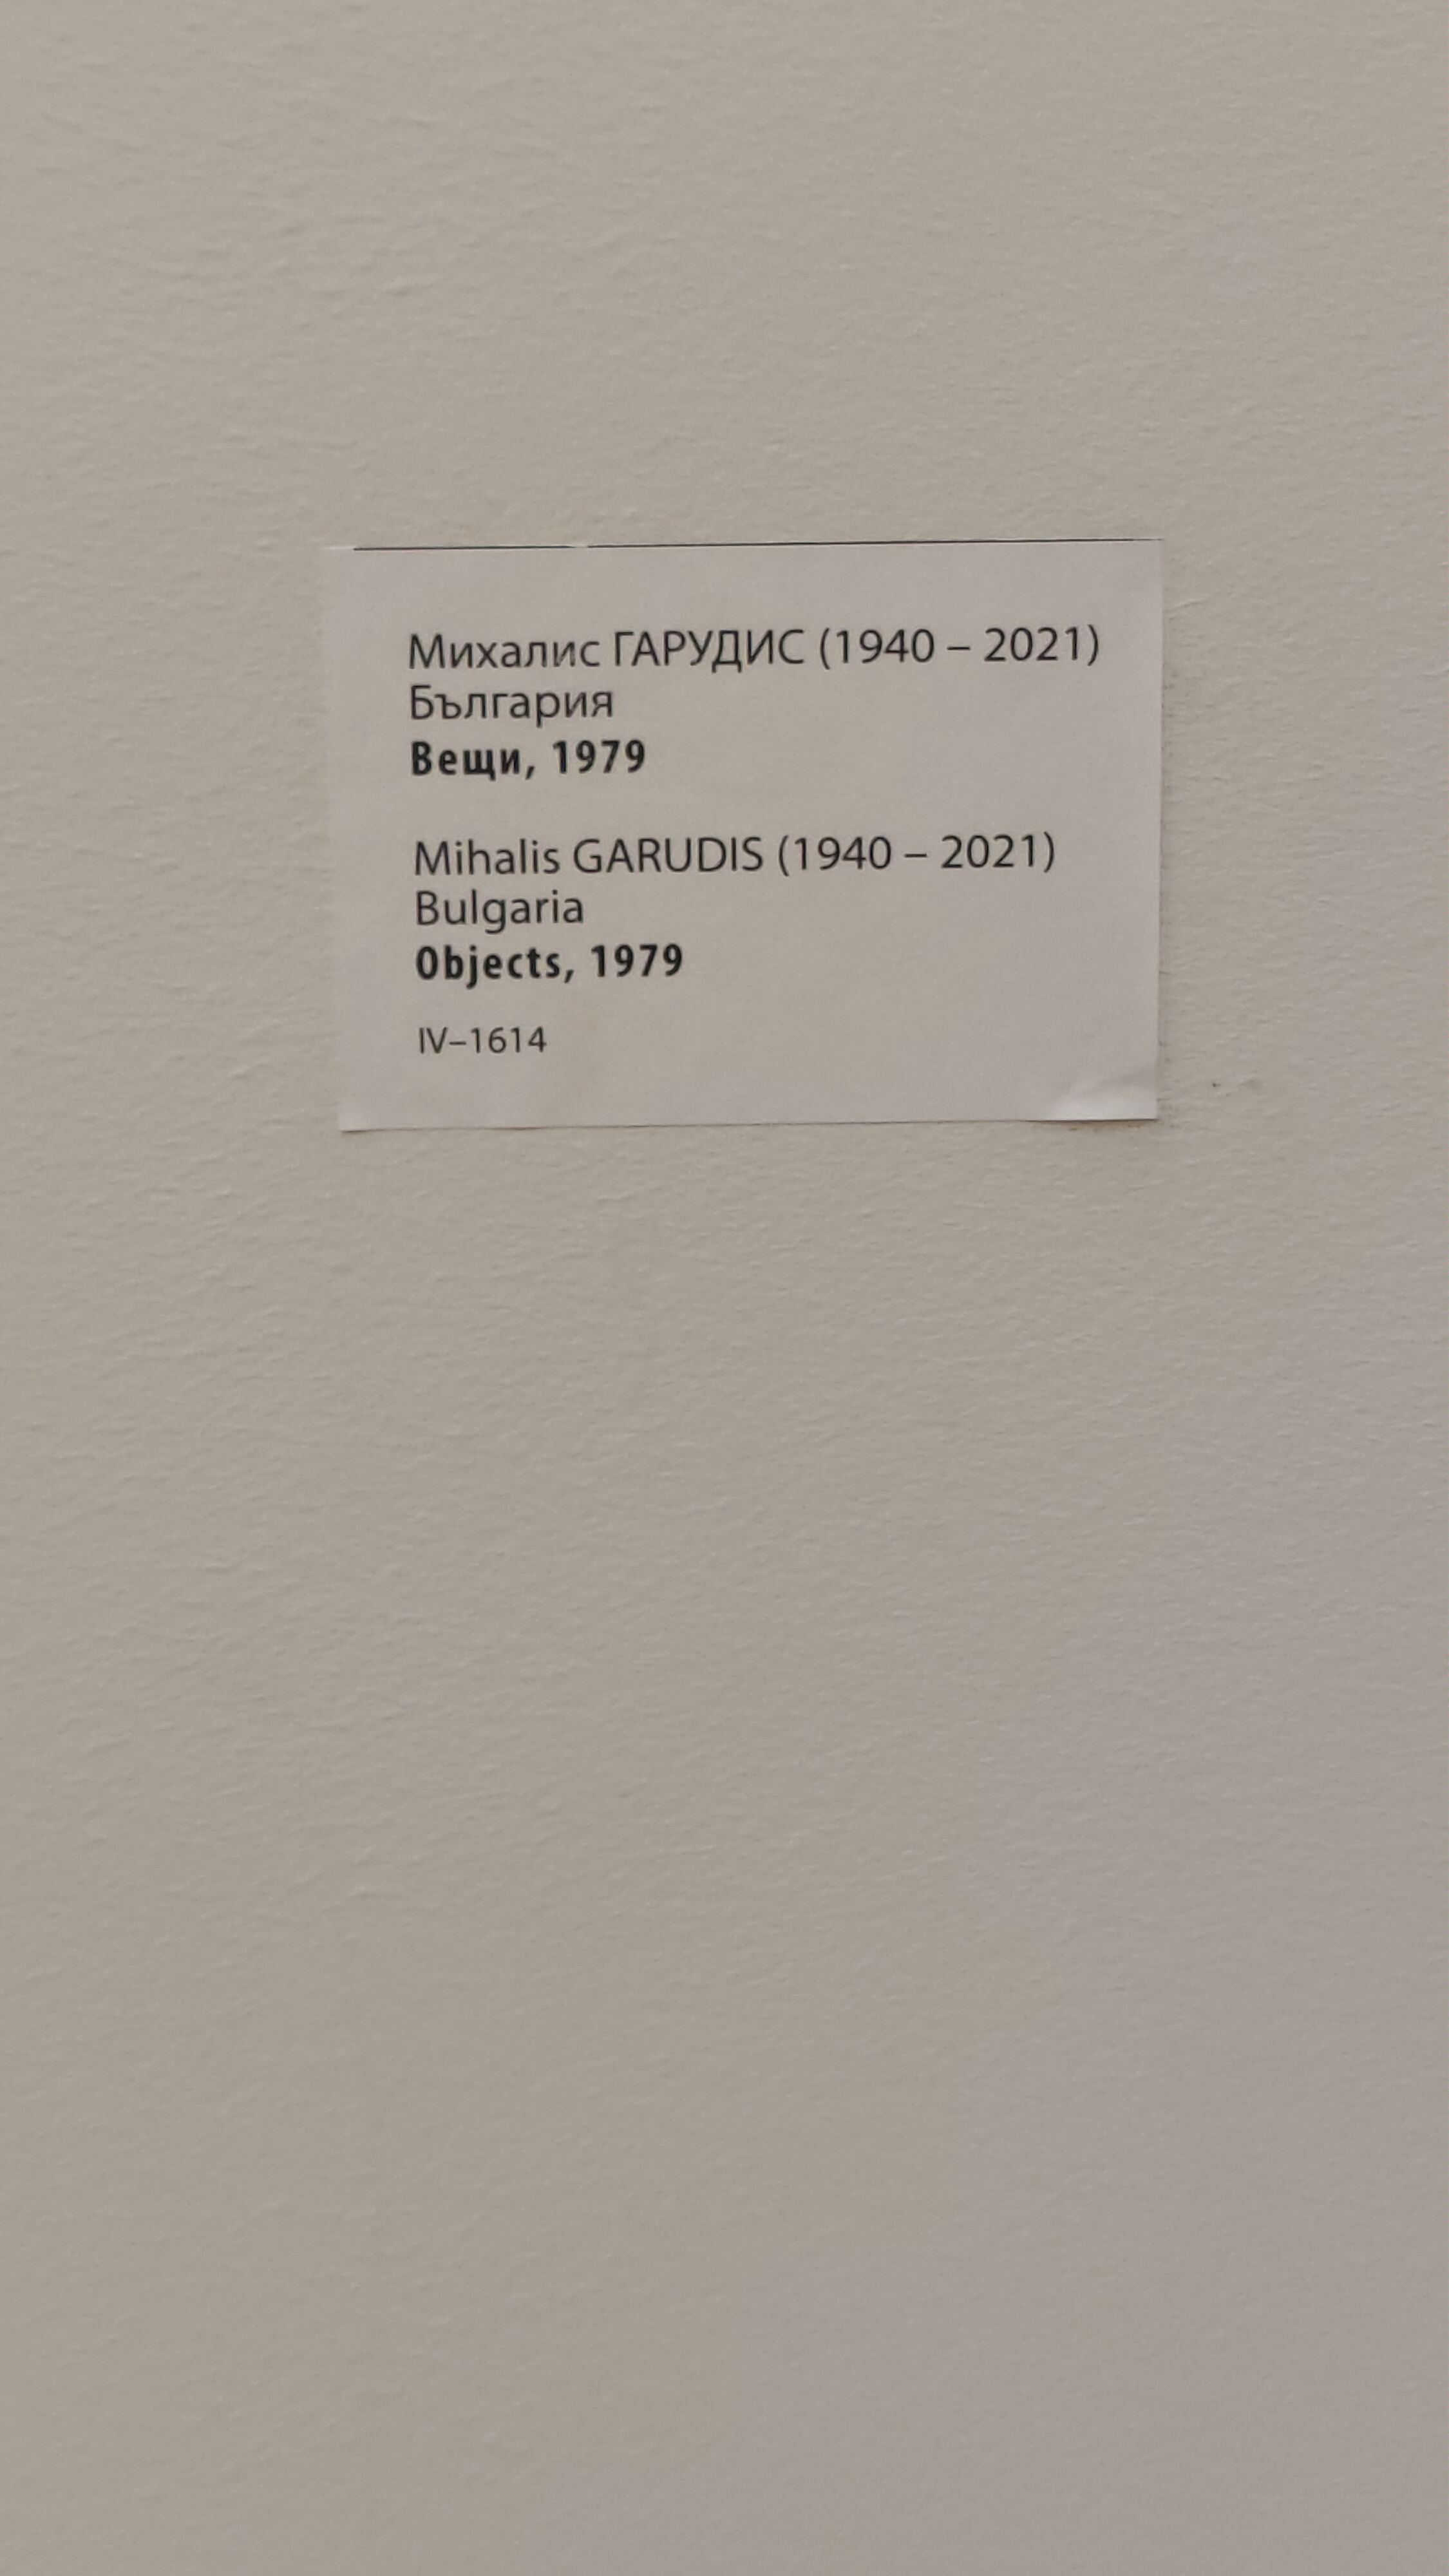 Михалис ГАРУДИС (1940 – 2021)
България
Вещи, 1979
Mihalis GARUDIS (1940 – 2021)
Bulgaria
Objects, 1979
IV–1614